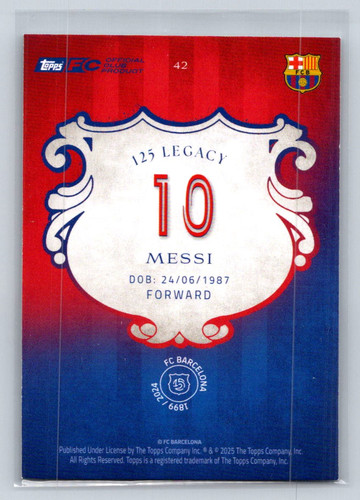 Topps FC OFFICIAL
CLUB
PRODUCT
42
FCB
125 LEGACY
10
MESSI
DOB: 24/06/1987
FORWARD
FC BARCELONA
125
1899 / 2024
© FC BARCELONA
Published Under License by The Topps Company Inc. ® & © 2025 The Topps Company, Inc.
All Rights Reserved. Topps is a registered trademark of The Topps Company, Inc.